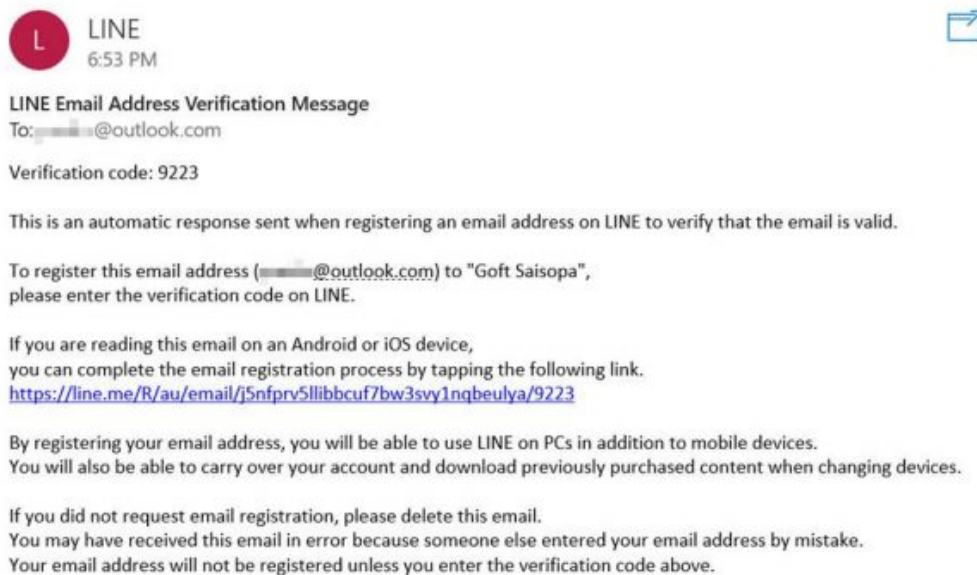 L
LINE
6:53 PM
LINE Email Address Verification Message
To: @outlook.com
Verification code: 9223
This is an automatic response sent when registering an email address on LINE to verify that the email is valid.
To register this email address (@outlook.com) to "Goft Saisopa",
please enter the verification code on LINE.
If you are reading this email on an Android or iOS device,
you can complete the email registration process by tapping the following link.
https://line.me/R/au/email/j5nfprv5llibbcuf7bw3svy1nqbeulya/9223
By registering your email address, you will be able to use LINE on PCs in addition to mobile devices.
You will also be able to carry over your account and download previously purchased content when changing devices.
If you did not request email registration, please delete this email.
You may have received this email in error because someone else entered your email address by mistake.
Your email address will not be registered unless you enter the verification code above.